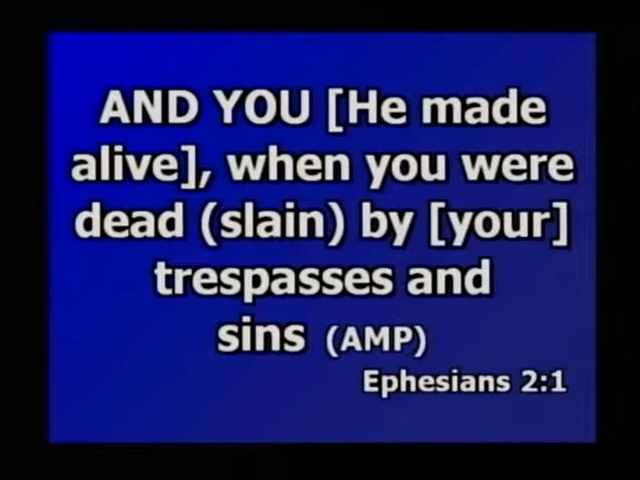 AND YOU [He made
alive], when you were
dead (slain) by [your]
trespasses and
sins (AMP)
Ephesians 2:1